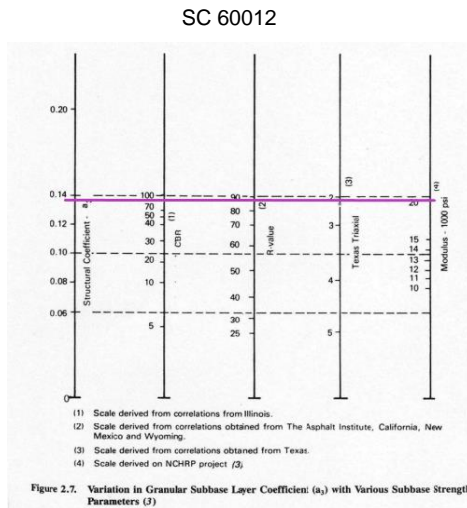 SC 60012
0.20
0.14
0.12
0.10
0.08
0.06
0
Structural Coefficient - a₃
100
70
50
40
30
20
10
5
(1)
CBR
90
80
70
60
50
40
30
25
(2)
R-value
2
3
4
5
(3)
Texas Triaxial
20
15
14
13
12
11
10
(4)
Modulus - 1000 psi
(1) Scale derived from correlations from Illinois.
(2) Scale derived from correlations obtained from The Asphalt Institute, California, New
Mexico and Wyoming.
(3) Scale derived from correlations obtained from Texas.
(4) Scale derived on NCHRP project (3)
Figure 2.7. Variation in Granular Subbase Layer Coefficient (a₃) with Various Subbase Strength
Parameters (3)